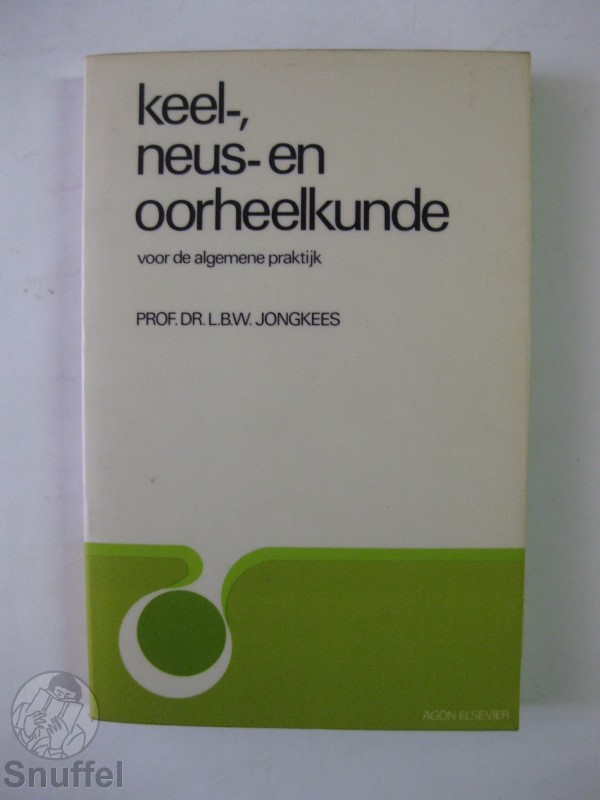 keel-,
neus- en
oorheelkunde
voor de algemene praktijk
PROF. DR. L.B.W. JONGKEES
AGON ELSEVIER
Snuffel